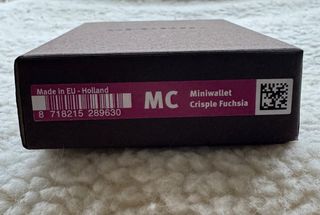 Made in EU - Holland
8 718215 289630
MC
Miniwallet
Crisple Fuchsia